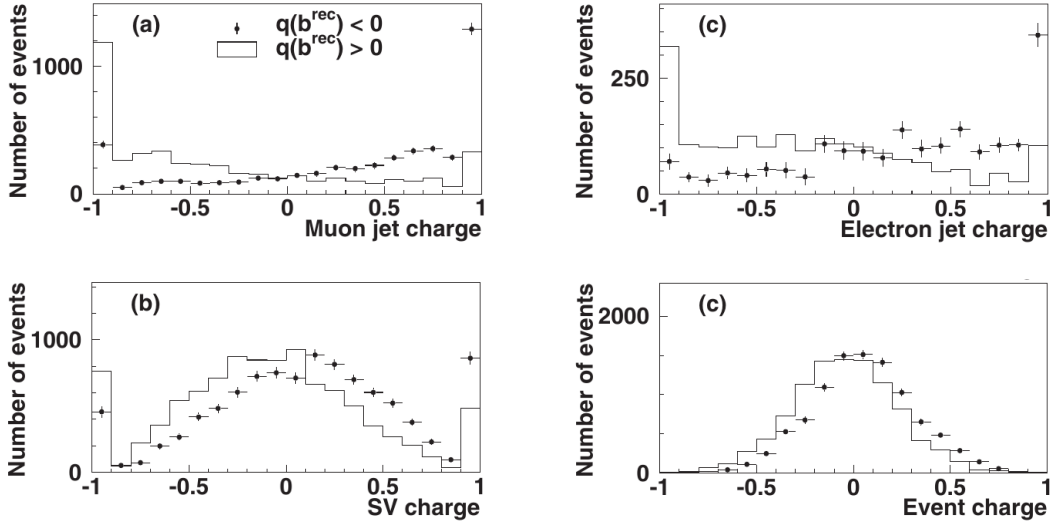 (a)
q(b^rec) < 0
q(b^rec) > 0
Number of events
1000
0
-1 -0.5 0 0.5 1
Muon jet charge
(c)
Number of events
250
0
-1 -0.5 0 0.5 1
Electron jet charge
(b)
Number of events
1000
0
-1 -0.5 0 0.5 1
SV charge
(c)
Number of events
2000
0
-1 -0.5 0 0.5 1
Event charge